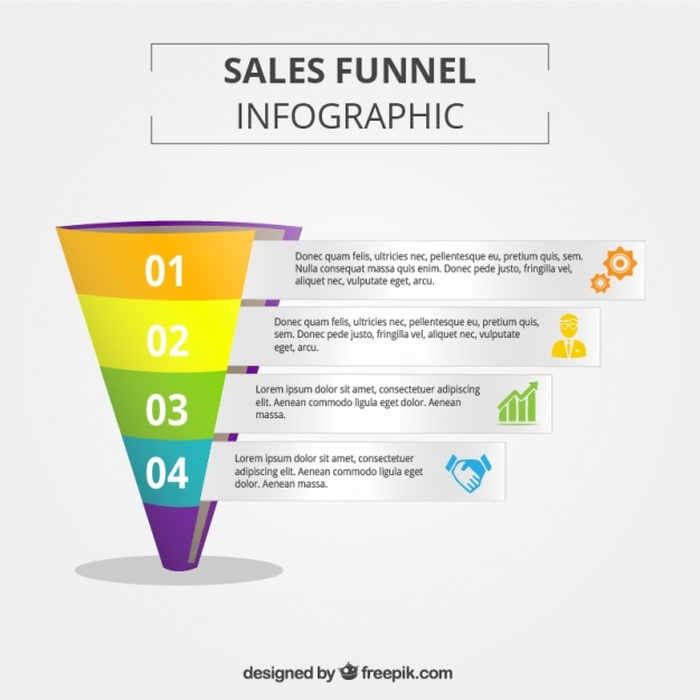 SALES FUNNEL
INFOGRAPHIC
01
Donec quam felis, ultricies nec, pellentesque eu, pretium quis, sem.
Nulla consequat massa quis enim. Donec pede justo, fringilla vel,
aliquet nec, vulputate eget, arcu.
02
Donec quam felis, ultricies nec, pellentesque eu, pretium quis,
sem. Donec pede justo, fringilla vel, aliquet nec, vulputate
eget, arcu.
03
Lorem ipsum dolor sit amet, consectetuer adipiscing
elit. Aenean commodo ligula eget dolor. Aenean
massa.
04
Lorem ipsum dolor sit amet, consectetuer
adipiscing elit. Aenean commodo ligula eget
dolor. Aenean massa.
designed by freepik.com